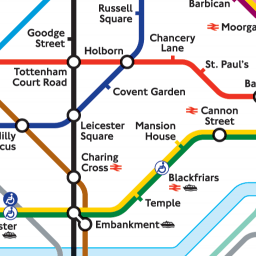 Russell
Square
Barbican
Moorga
Goodge
Street
Holborn
Chancery
Lane
St. Paul's
Tottenham
Court Road
Ba
Covent Garden
Cannon
Street
Leicester
Square
Mansion
House
illy
cus
Charing
Cross
Blackfriars
Temple
ster
Embankment